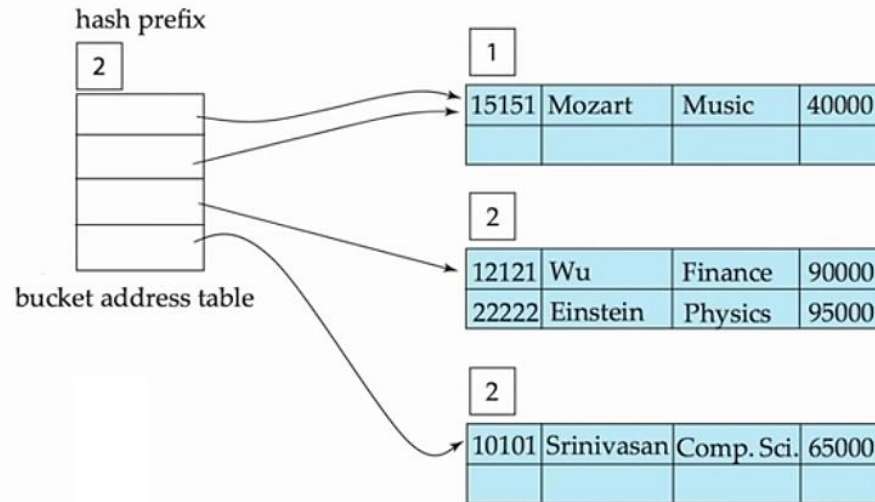 hash prefix
2
bucket address table
1
15151 Mozart Music 40000
2
12121 Wu Finance 90000
22222 Einstein Physics 95000
2
10101 Srinivasan Comp. Sci. 65000